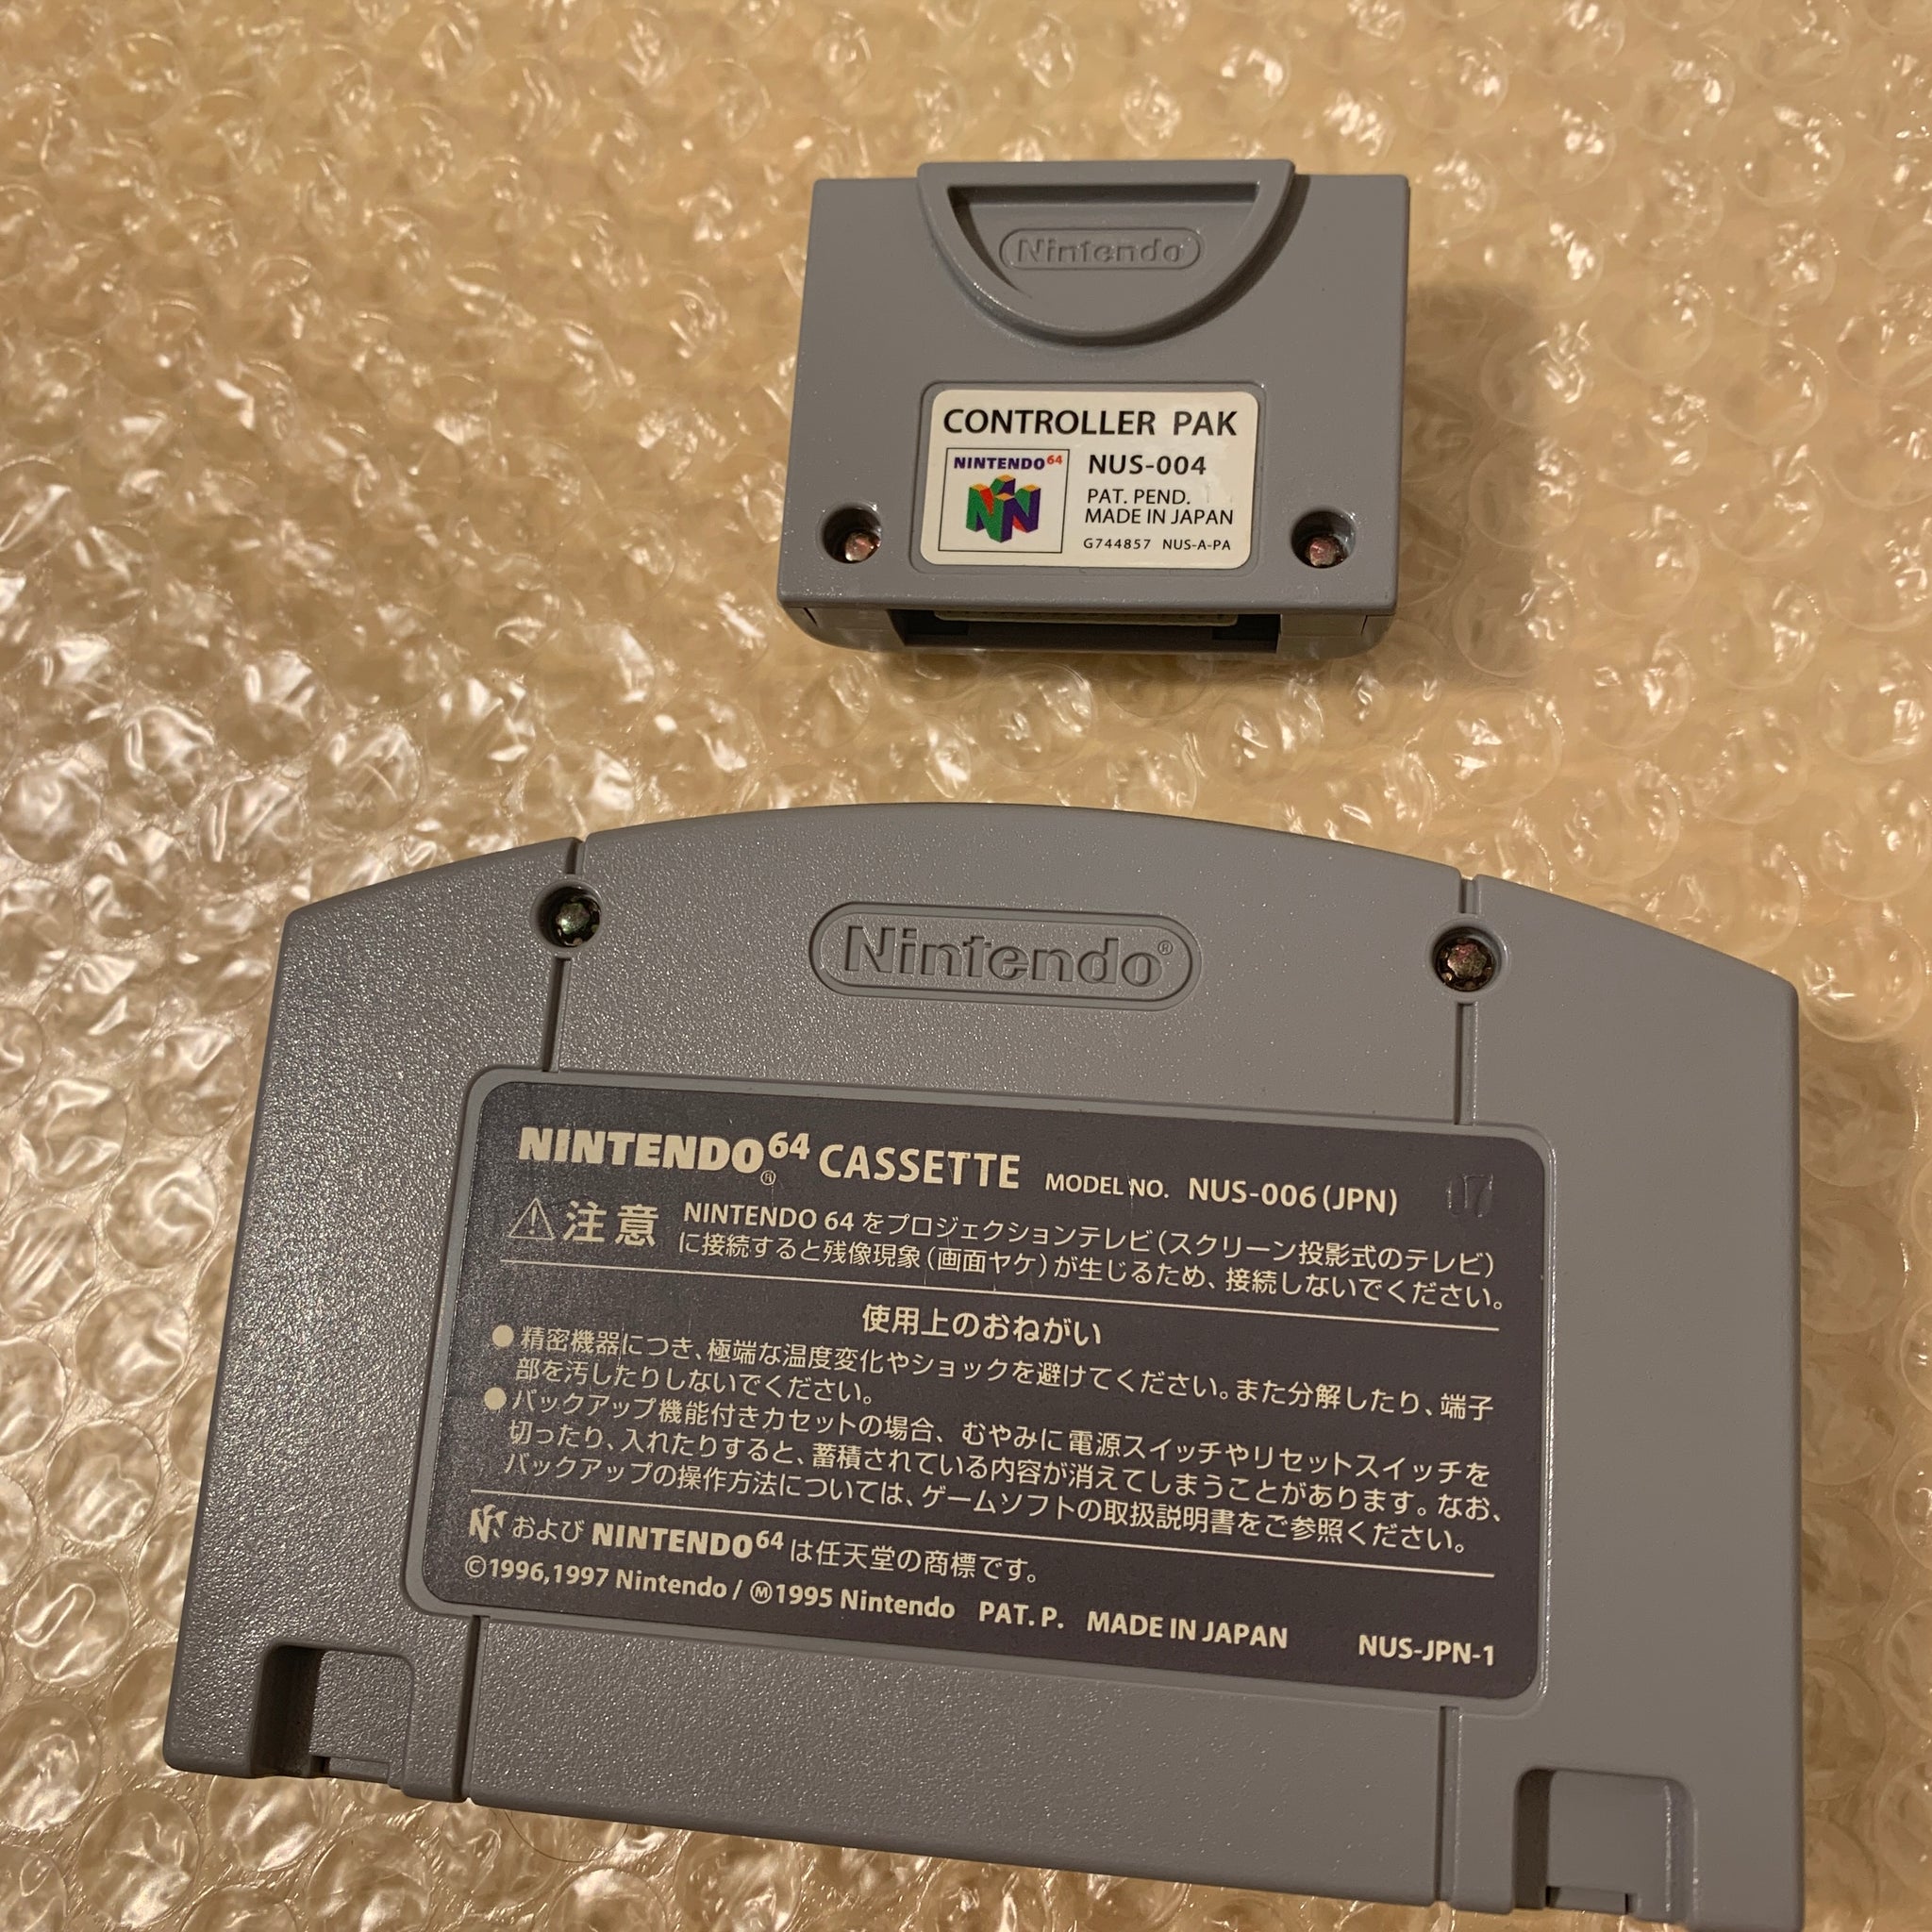 Nintendo
CONTROLLER PAK
NINTENDO64
NUS-004
PAT. PEND.
MADE IN JAPAN
G744857 NUS-A-PA
Nintendo®
NINTENDO64® CASSETTE MODEL NO. NUS-006(JPN) 07
⚠注意 NINTENDO 64 をプロジェクションテレビ(スクリーン投影式のテレビ)
に接続すると残像現象(画面ヤケ)が生じるため、接続しないでください。
使用上のおねがい
●精密機器につき、極端な温度変化やショックを避けてください。また分解したり、端子
部を汚したりしないでください。
●バックアップ機能付きカセットの場合、むやみに電源スイッチやリセットスイッチを
切ったり、入れたりすると、蓄積されている内容が消えてしまうことがあります。なお、
バックアップの操作方法については、ゲームソフトの取扱説明書をご参照ください。
および NINTENDO64 は任天堂の商標です。
©1996,1997 Nintendo / Ⓜ1995 Nintendo PAT. P. MADE IN JAPAN NUS-JPN-1